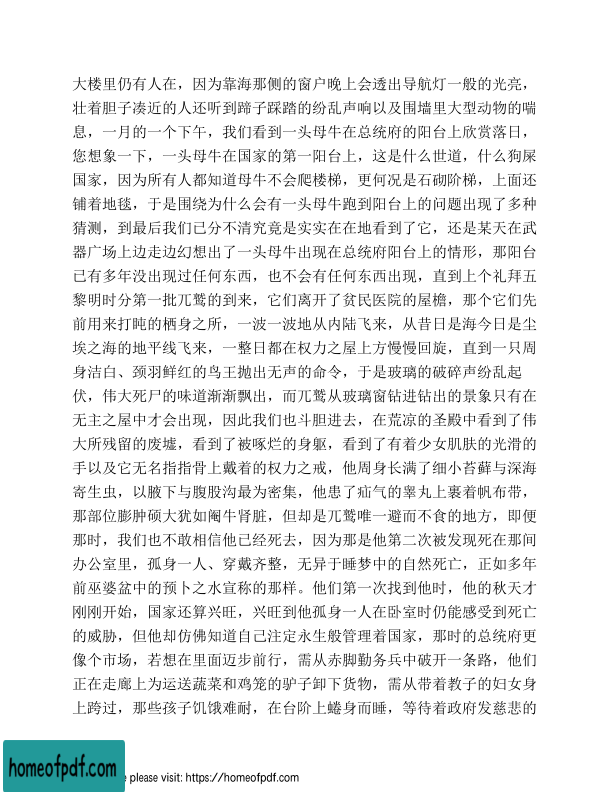 大楼里仍有人在，因为靠海那侧的窗户晚上会透出导航灯一般的光亮，
壮着胆子凑近的人还听到蹄子踩踏的纷乱声响以及围墙里大型动物的喘
息，一月的一个下午，我们看到一头母牛在总统府的阳台上欣赏落日，
您想象一下，一头母牛在国家的第一阳台上，这是什么世道，什么狗屎
国家，因为所有人都知道母牛不会爬楼梯，更何况是石砌阶梯，上面还
铺着地毯，于是围绕为什么会有一头母牛跑到阳台上的问题出现了多种
猜测，到最后我们已分不清究竟是实实在在地看到了它，还是某天在武
器广场上边走边幻想出了一头母牛出现在总统府阳台上的情形，那阳台
已有多年没出现过任何东西，也不会有任何东西出现，直到上个礼拜五
黎明时分第一批兀鹫的到来，它们离开了贫民医院的屋檐，那个它们先
前用来打盹的栖身之所，一波一波地从内陆飞来，从昔日是海今日是尘
埃之海的地平线飞来，一整日都在权力之屋上方慢慢回旋，直到一只周
身洁白、颈羽鲜红的鸟王抛出无声的命令，于是玻璃的破碎声纷乱起
伏，伟大死尸的味道渐渐飘出，而兀鹫从玻璃窗钻进钻出的景象只有在
无主之屋中才会出现，因此我们也斗胆进去，在荒凉的圣殿中看到了伟
大所残留的废墟，看到了被啄烂的身躯，看到了有着少女肌肤的光滑的
手以及它无名指指骨上戴着的权力之戒，他周身长满了细小苔藓与深海
寄生虫，以腋下与腹股沟最为密集，他患了疝气的睾丸上裹着帆布带，
那部位膨肿硕大犹如阉牛肾脏，但却是兀鹫唯一避而不食的地方，即便
那时，我们也不敢相信他已经死去，因为那是他第二次被发现死在那间
办公室里，孤身一人、穿戴齐整，无异于睡梦中的自然死亡，正如多年
前巫婆盆中的预卜之水宣称的那样。他们第一次找到他时，他的秋天才
刚刚开始，国家还算兴旺，兴旺到他孤身一人在卧室时仍能感受到死亡
的威胁，但他却仿佛知道自己注定永生般管理着国家，那时的总统府更
像个市场，若想在里面迈步前行，需从赤脚勤务兵中破开一条路，他们
正在走廊上为运送蔬菜和鸡笼的驴子卸下货物，需从带着教子的妇女身
上跨过，那些孩子饥饿难耐，在台阶上蜷身而睡，等待着政府发慈悲的
homeofpdf.com
e please visit: https://homeofpdf.com